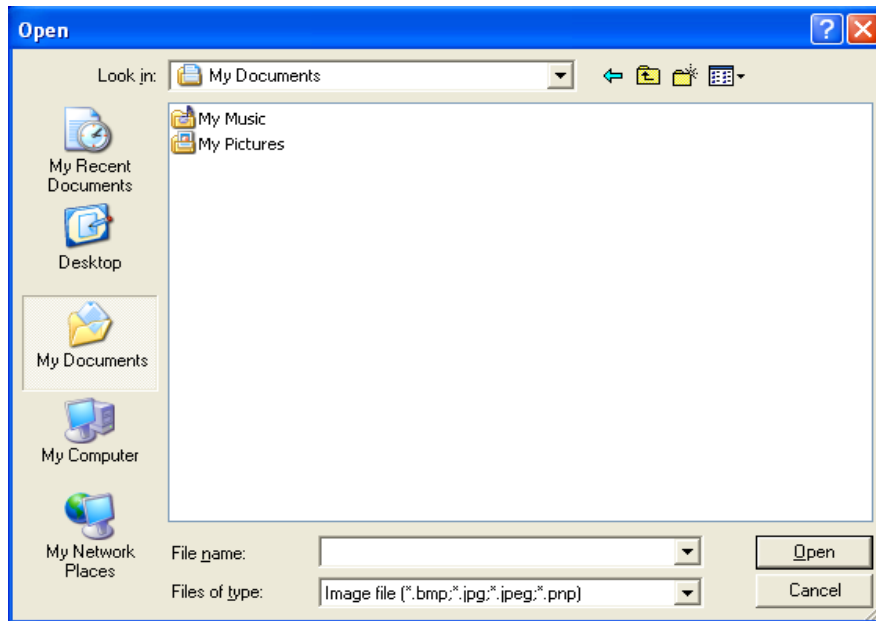 Open
Look in:
My Documents
My Music
My Pictures
My Recent
Documents
Desktop
My Documents
My Computer
My Network
Places
File name:
Open
Files of type:
Image file (*.bmp;*.jpg;*.jpeg;*.pnp)
Cancel